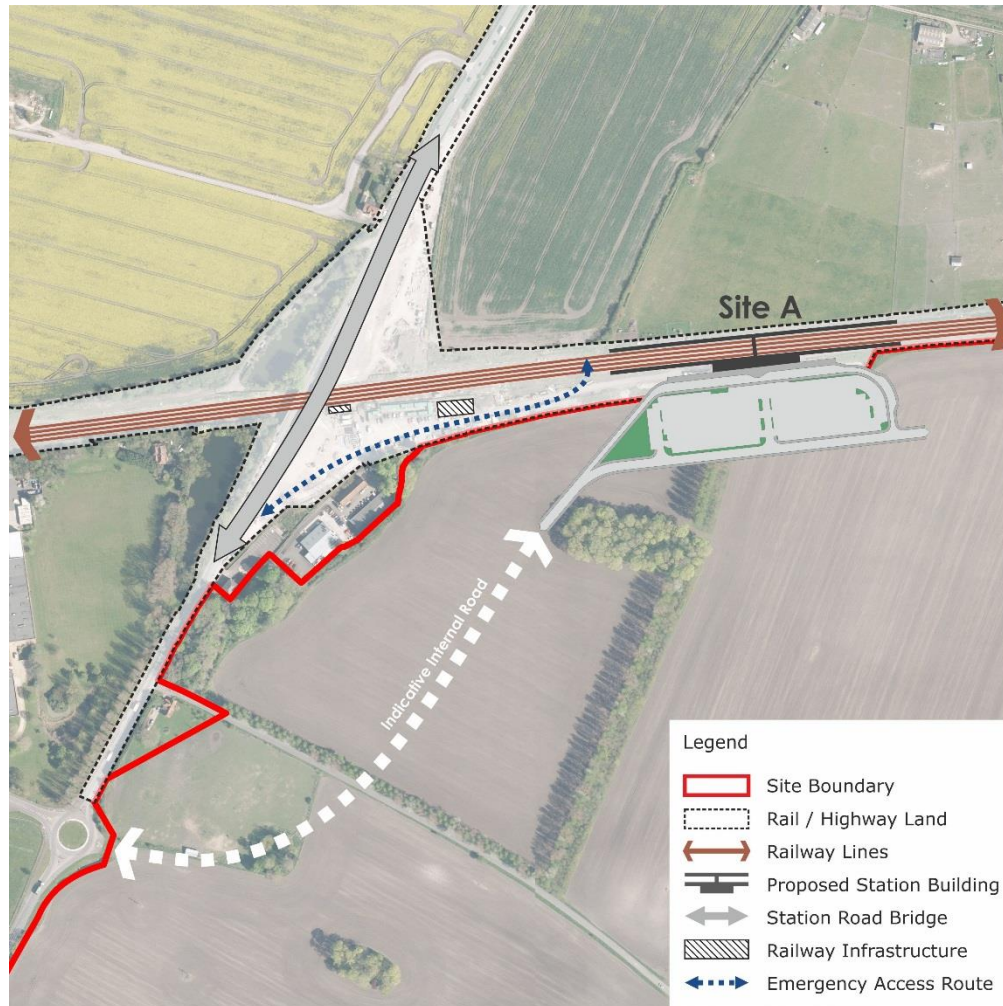 Site A
Indicative Internal Road
Legend
Site Boundary
Rail / Highway Land
Railway Lines
Proposed Station Building
Station Road Bridge
Railway Infrastructure
Emergency Access Route